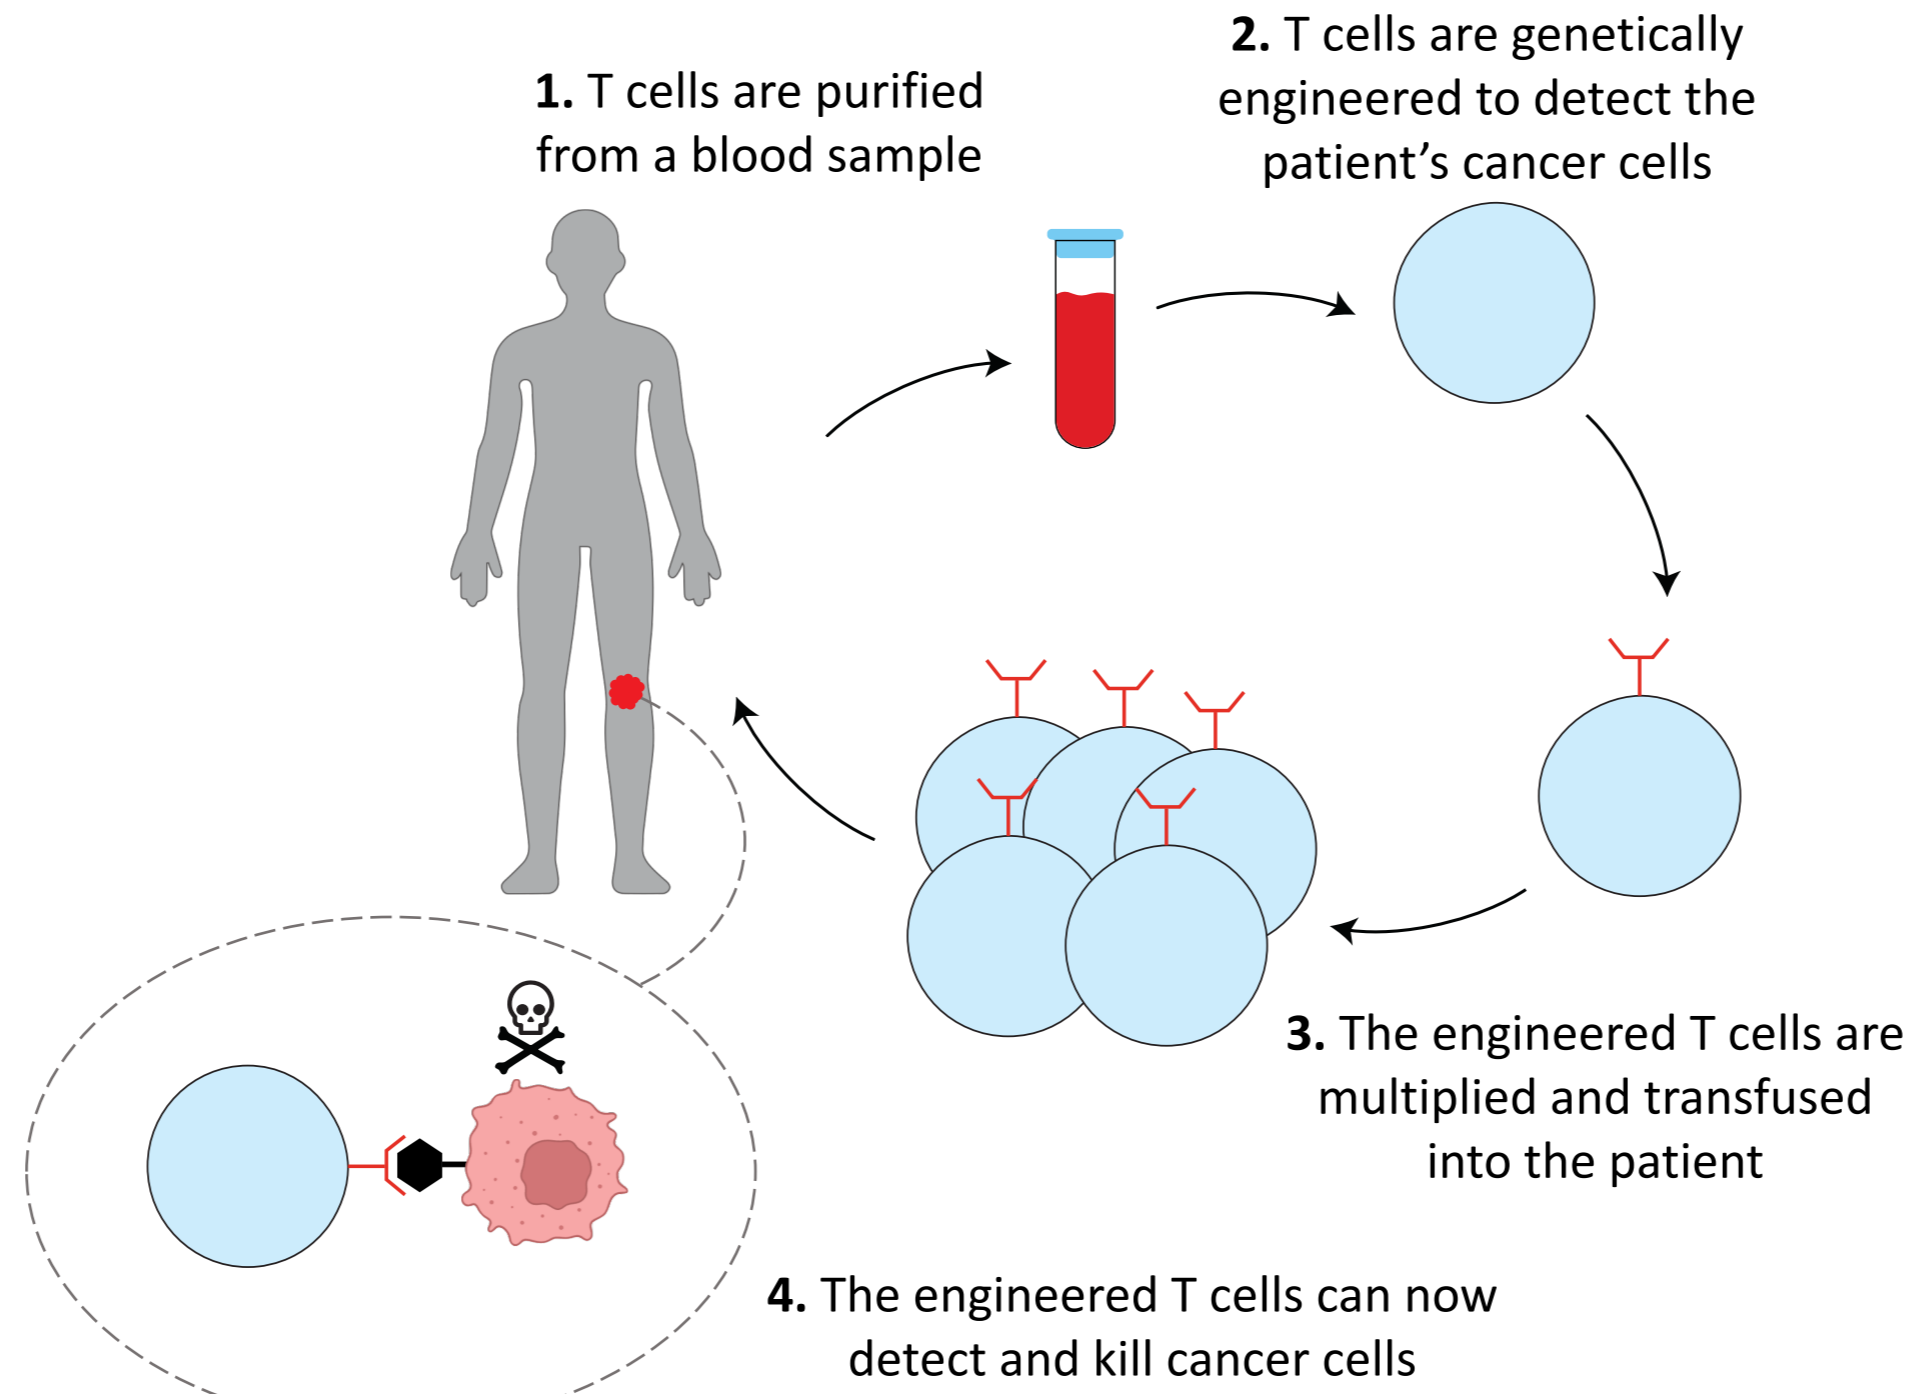 1. T cells are purified
from a blood sample
2. T cells are genetically
engineered to detect the
patient’s cancer cells
3. The engineered T cells are
multiplied and transfused
into the patient
4. The engineered T cells can now
detect and kill cancer cells